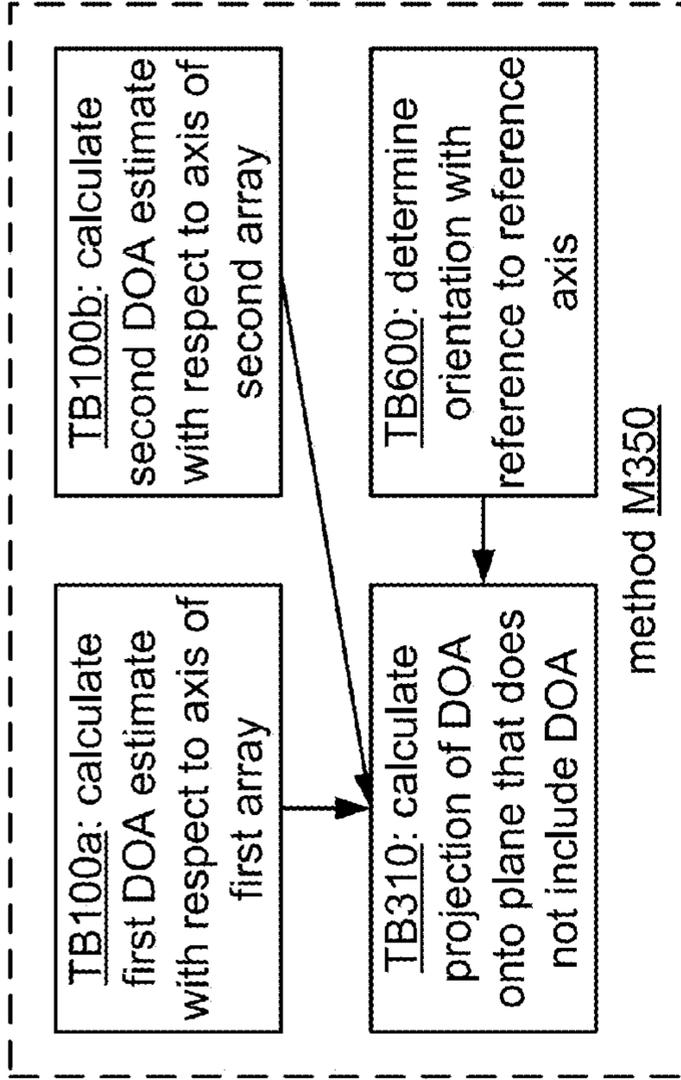 TB100a: calculate
first DOA estimate
with respect to axis of
first array
TB100b: calculate
second DOA estimate
with respect to axis of
second array
TB310: calculate
projection of DOA
onto plane that does
not include DOA
TB600: determine
orientation with
reference to reference
axis
method M350